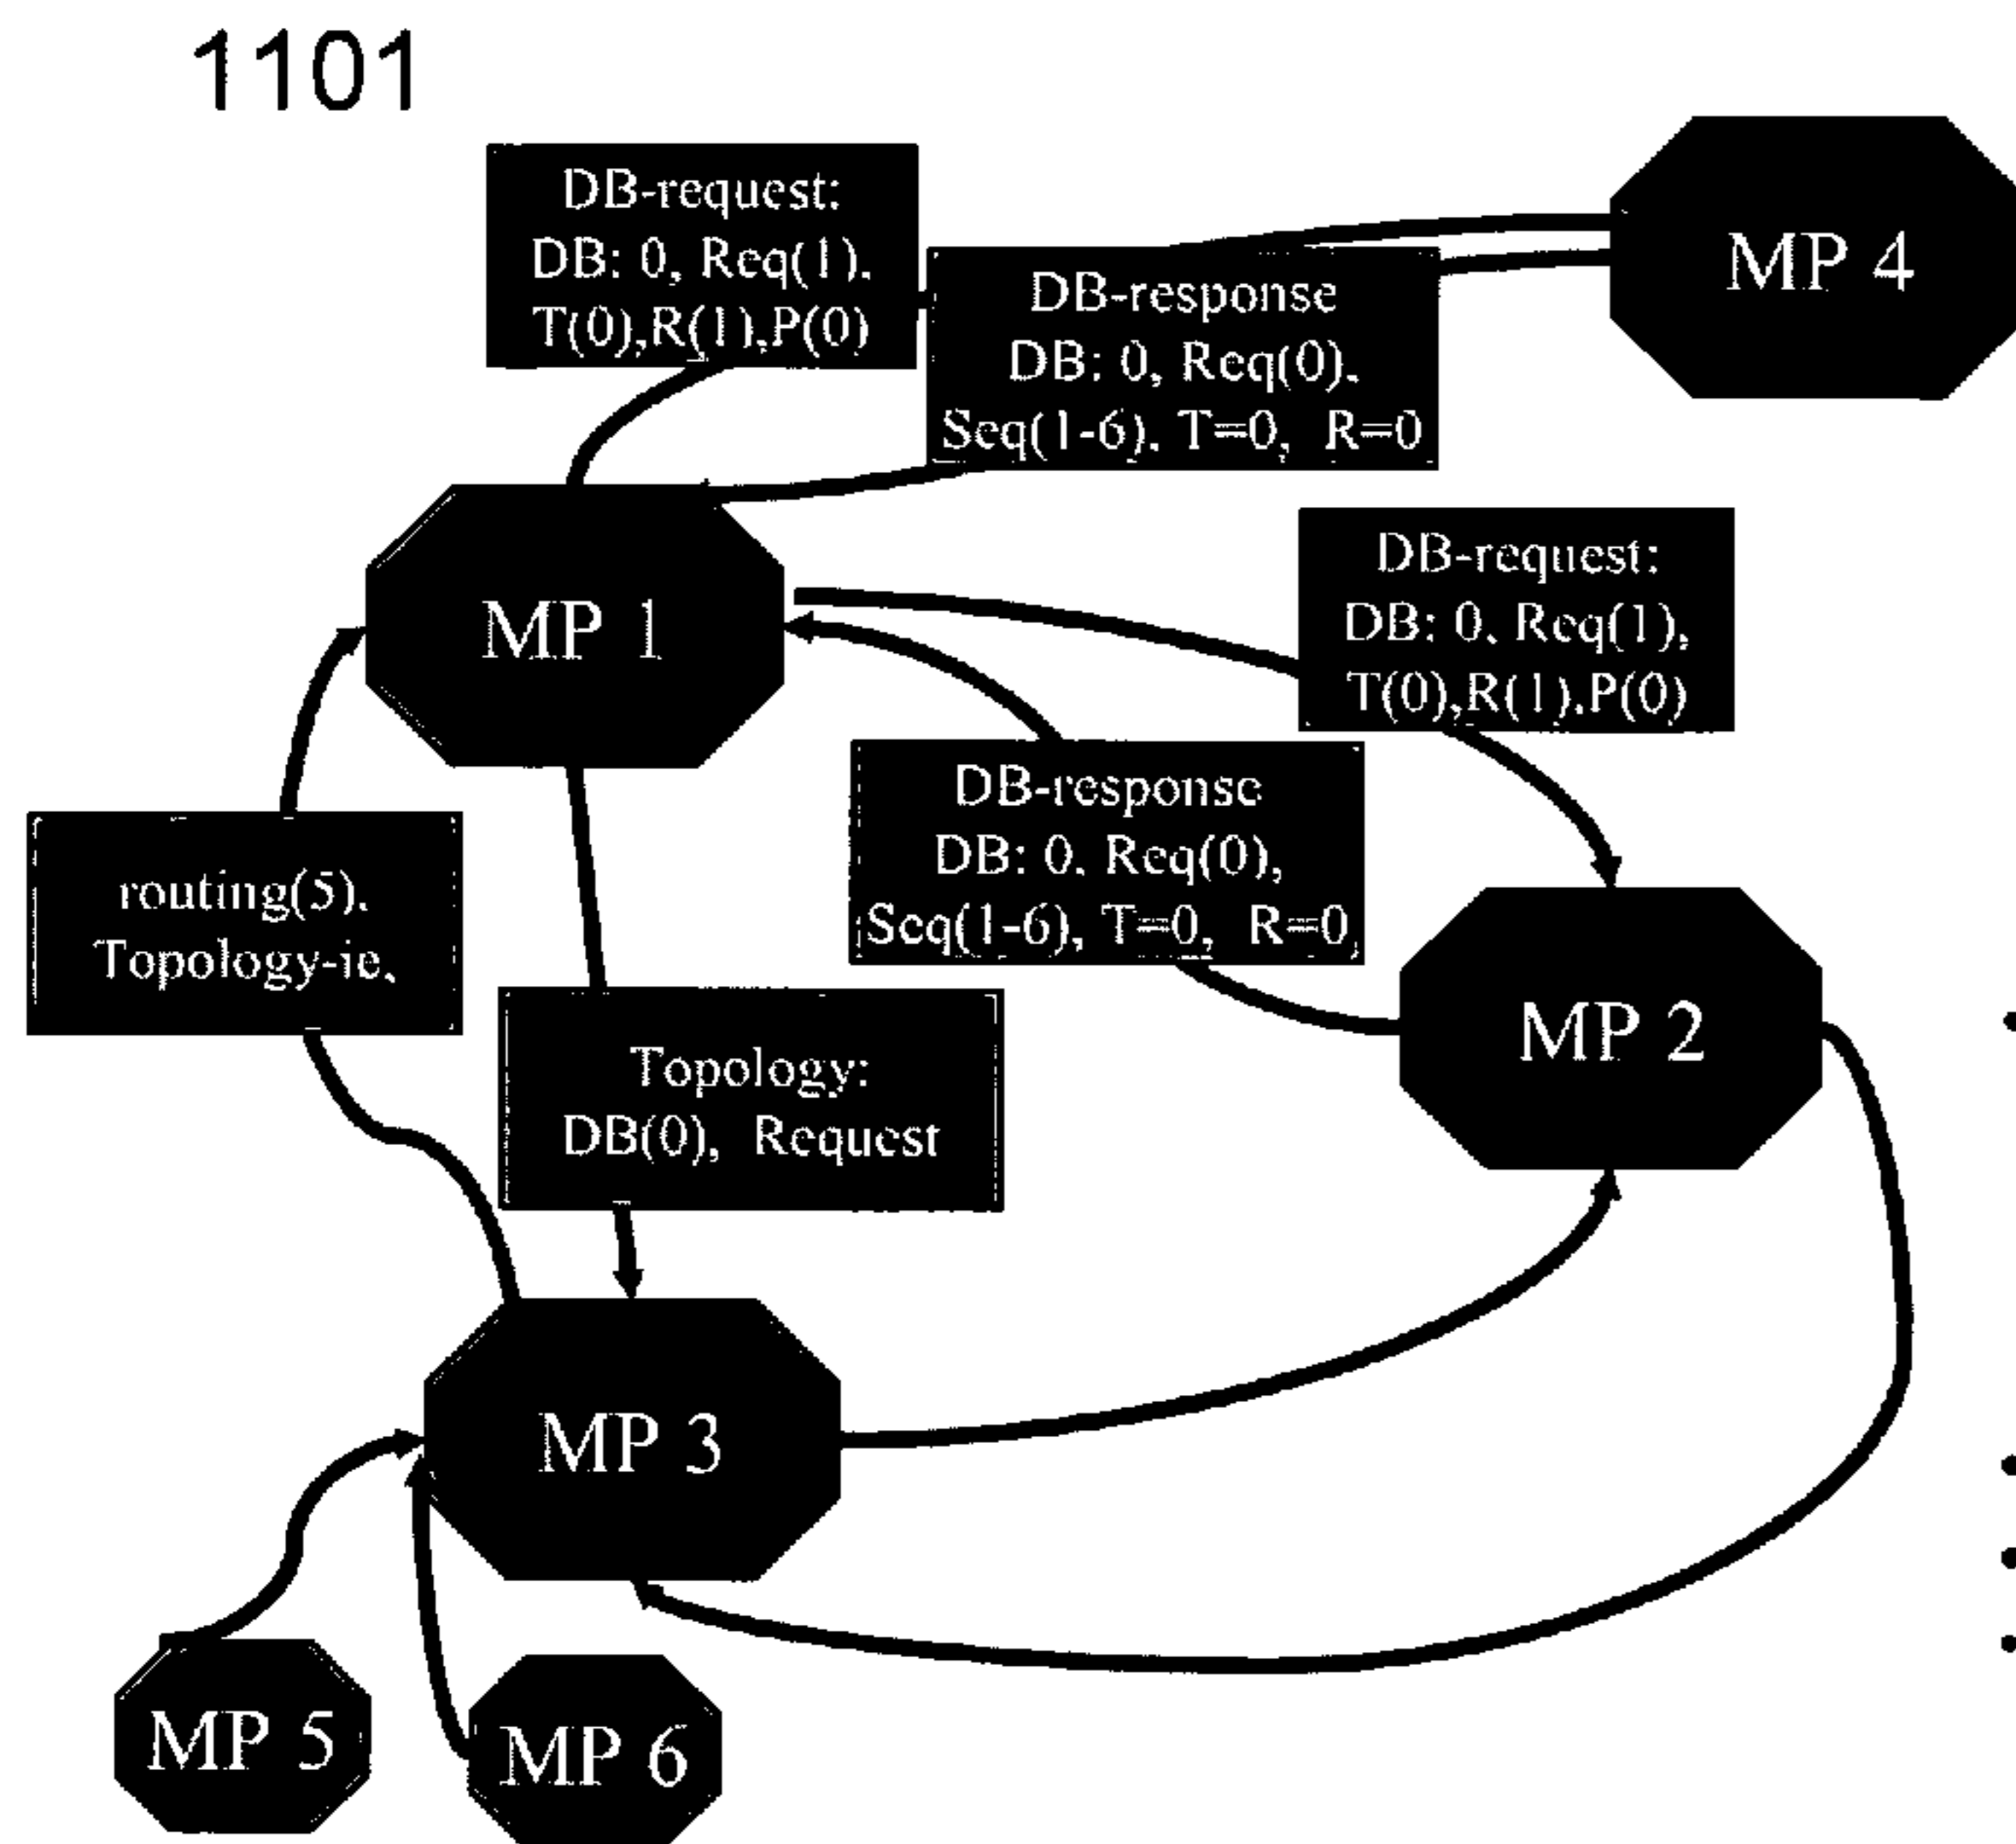 1101
DB-request:
DB: 0, Req(1).
T(0),R(1).P(0)
MP 4
DB-response
DB: 0, Req(0).
Seq(1-6). T=0, R=0
MP 1
DB-request:
DB: 0. Req(1),
T(0),R(1).P(0)
DB-response
DB: 0. Req(0),
Seq(1-6), T=0, R=0
routing(5).
Topology-ie.
MP 2
Topology:
DB(0), Request
MP 3
MP 5
MP 6